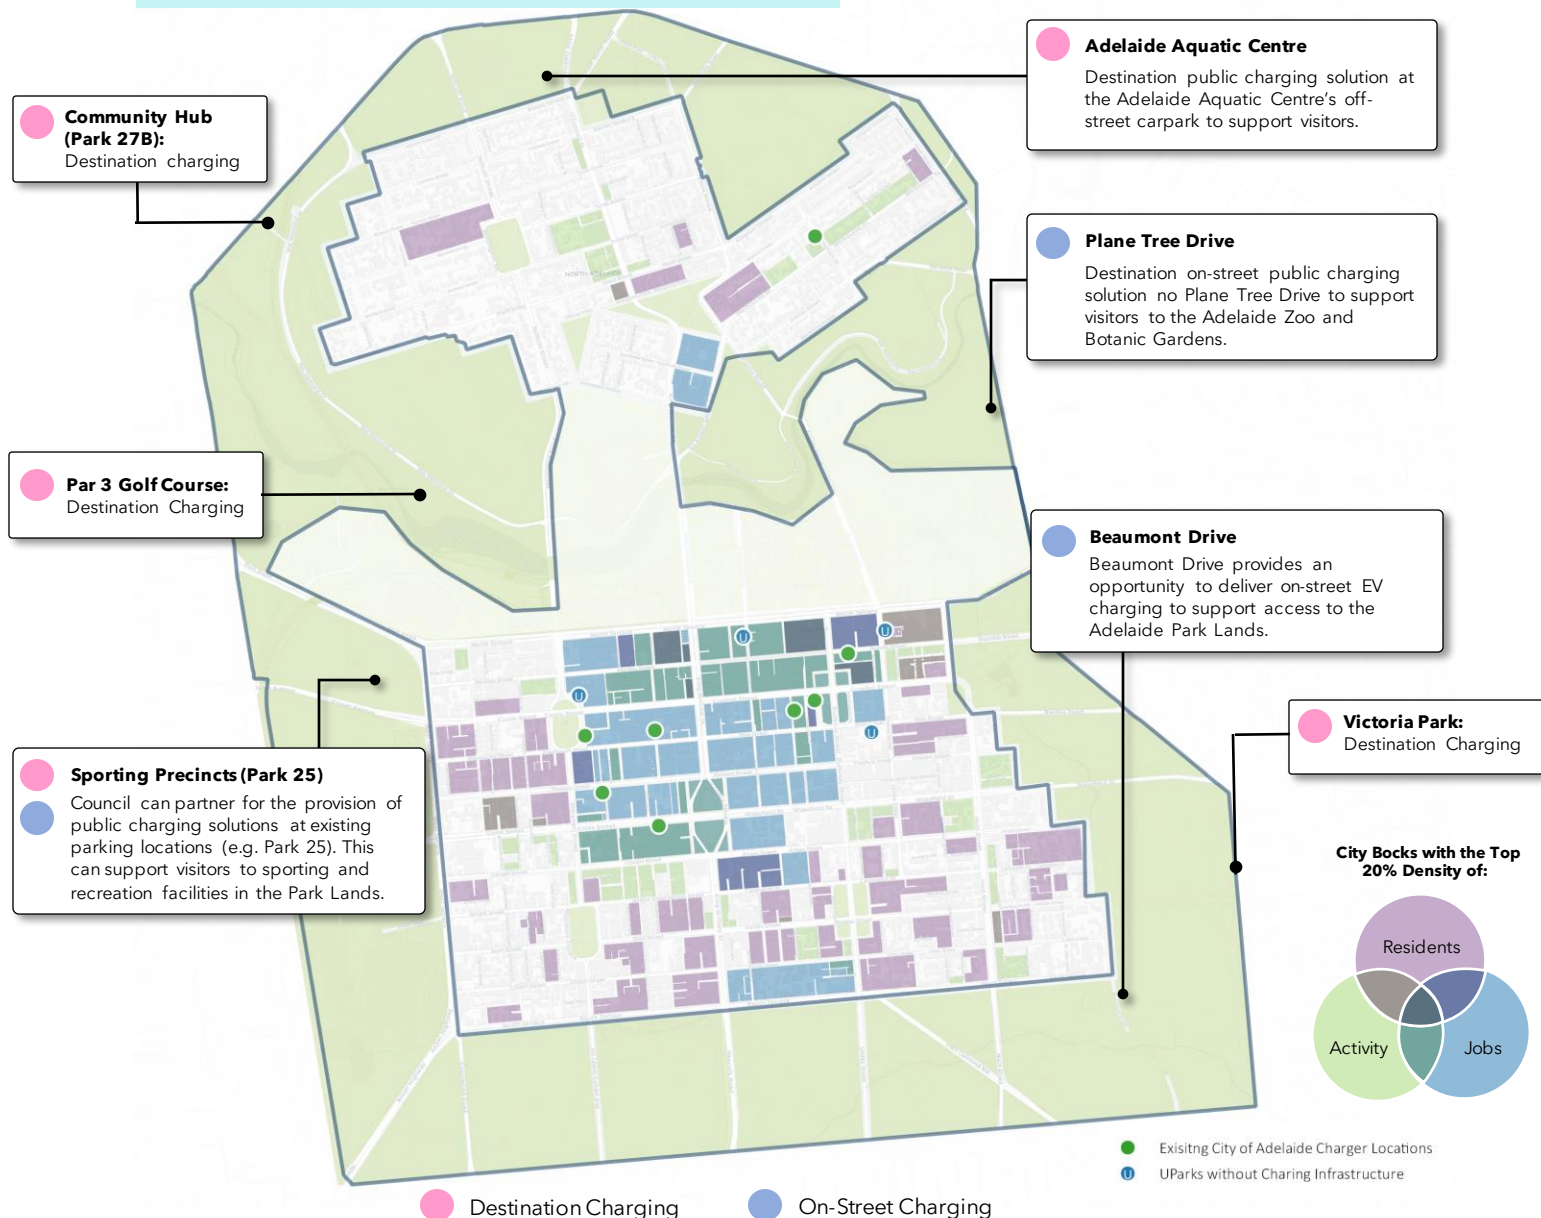 Adelaide Aquatic Centre
Destination public charging solution at
the Adelaide Aquatic Centre's off-
street carpark to support visitors.
Community Hub
(Park 27B):
Destination charging
Plane Tree Drive
Destination on-street public charging
solution no Plane Tree Drive to support
visitors to the Adelaide Zoo and
Botanic Gardens.
NORTH ADELAIDE
Par 3 Golf Course:
Destination Charging
Beaumont Drive
Beaumont Drive provides an
opportunity to deliver on-street EV
charging to support access to the
Adelaide Park Lands.
U
U
U
U
Victoria Park:
Destination Charging
Sporting Precincts (Park 25)
Council can partner for the provision of
public charging solutions at existing
parking locations (e.g. Park 25). This
can support visitors to sporting and
recreation facilities in the Park Lands.
City Bocks with the Top
20% Density of:
Residents
Activity
Jobs
Exisitng City of Adelaide Charger Locations
U UParks without Charing Infrastructure
Destination Charging
On-Street Charging